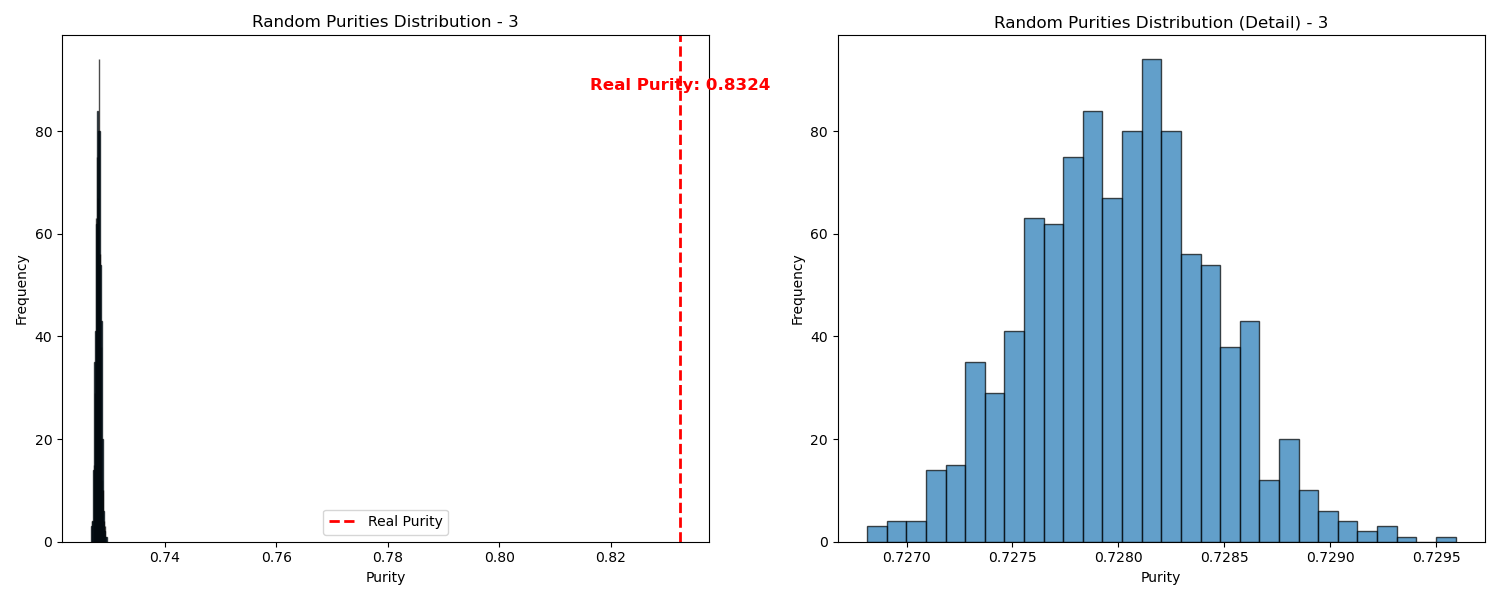 Random Purities Distribution - 3
Real Purity: 0.8324
Frequency
80
60
40
20
0
0.74 0.76 0.78 0.80 0.82
Purity
Real Purity
Random Purities Distribution (Detail) - 3
Frequency
80
60
40
20
0
0.7270 0.7275 0.7280 0.7285 0.7290 0.7295
Purity